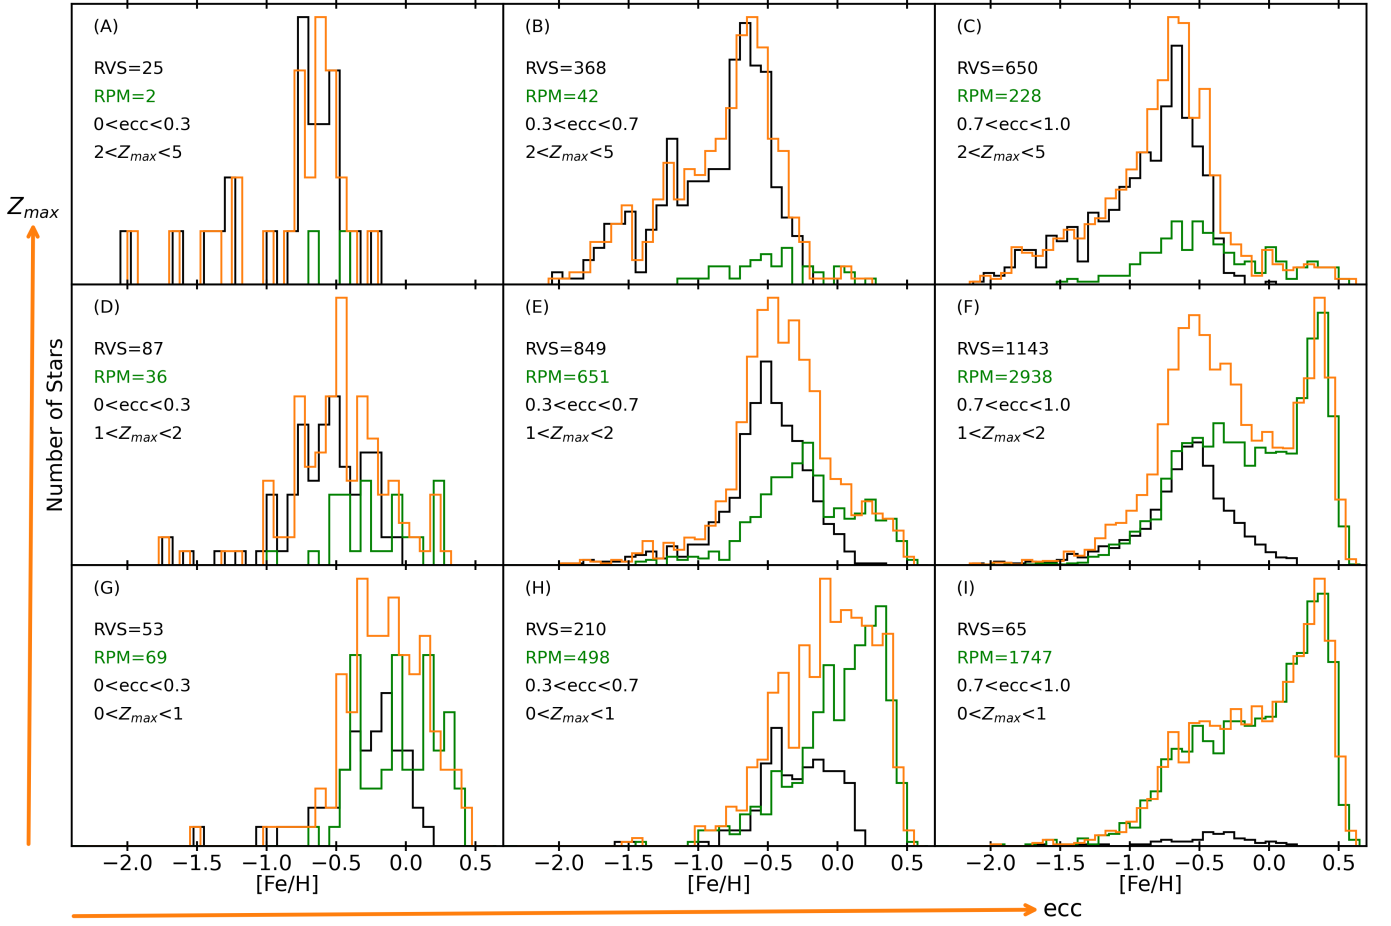 (A)
RVS=25
RPM=2
0<ecc<0.3
2<Zmax<5
(B)
RVS=368
RPM=42
0.3<ecc<0.7
2<Zmax<5
(C)
RVS=650
RPM=228
0.7<ecc<1.0
2<Zmax<5
Zmax
Number of Stars
(D)
RVS=87
RPM=36
0<ecc<0.3
1<Zmax<2
(E)
RVS=849
RPM=651
0.3<ecc<0.7
1<Zmax<2
(F)
RVS=1143
RPM=2938
0.7<ecc<1.0
1<Zmax<2
(G)
RVS=53
RPM=69
0<ecc<0.3
0<Zmax<1
(H)
RVS=210
RPM=498
0.3<ecc<0.7
0<Zmax<1
(I)
RVS=65
RPM=1747
0.7<ecc<1.0
0<Zmax<1
−2.0 −1.5 −1.0 −0.5 0.0 0.5
−2.0 −1.5 −1.0 −0.5 0.0 0.5
−2.0 −1.5 −1.0 −0.5 0.0 0.5
[Fe/H]
[Fe/H]
[Fe/H]
ecc